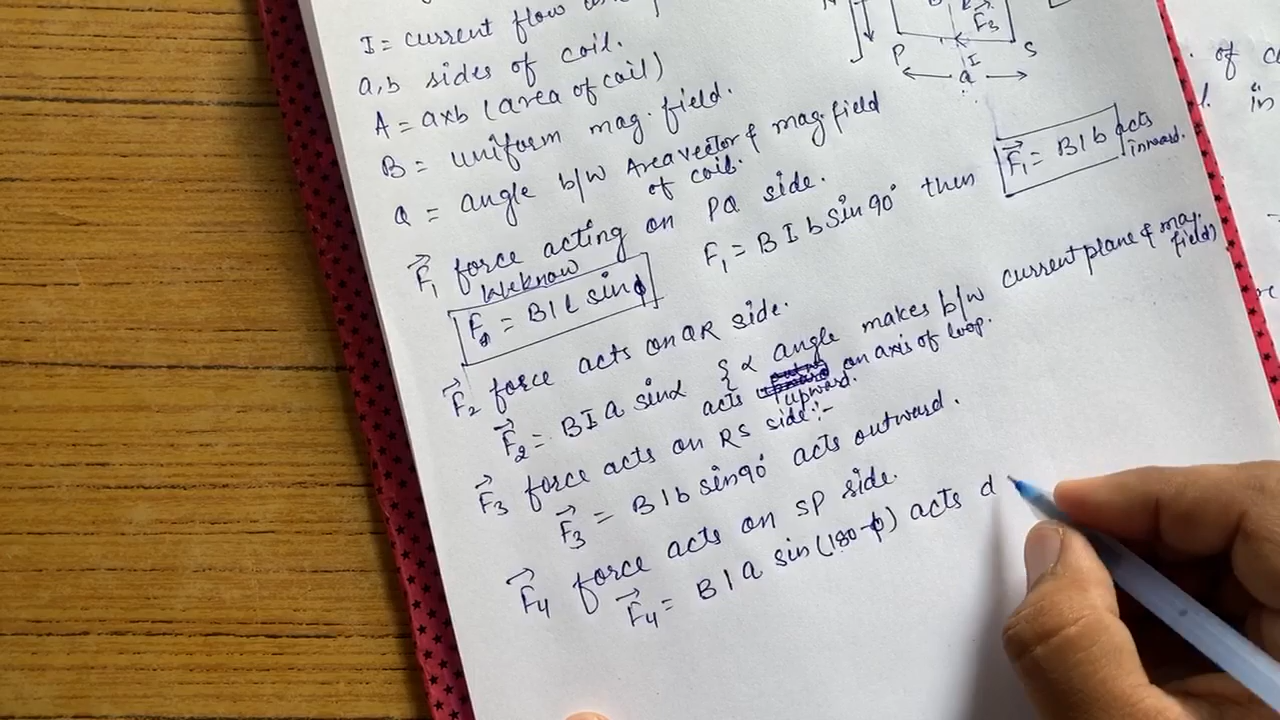 I = current flow
a,b sides of coil.
A = axb (area of coil)
B = uniform mag. field.
θ = angle b/w Area vector & mag. field
of coil.
F₁ force acting on PQ side.
We know
F = BIl sinϕ
F₁ = BIb Sin90° then
F₁ = BIb acts
inward.
F₂ force acts on QR side.
F₂ = BIa sinα { α angle makes b/w current plane & mag.
field)
acts upward. on axis of loop.
F₃ force acts on RS side:-
F₃ = BIb sin90° acts outward.
F₄ force acts on SP side.
F₄ = BIa sin(180-ϕ) acts d
F₃
P
I
S
a
of
in